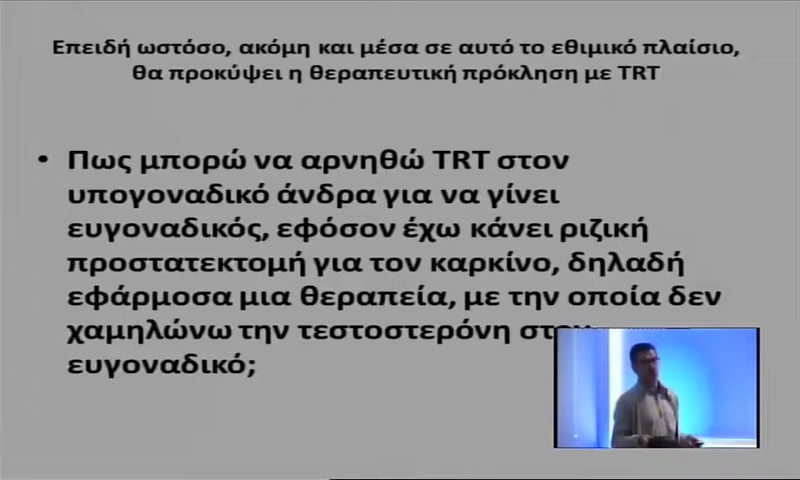 Επειδή ωστόσο, ακόμη και μέσα σε αυτό το εθιμικό πλαίσιο,
θα προκύψει η θεραπευτική πρόκληση με TRT
• Πως μπορώ να αρνηθώ TRT στον
υπογοναδικό άνδρα για να γίνει
ευγοναδικός, εφόσον έχω κάνει ριζική
προστατεκτομή για τον καρκίνο, δηλαδή
εφάρμοσα μια θεραπεία, με την οποία δεν
χαμηλώνω την τεστοστερόνη στον
ευγοναδικό;